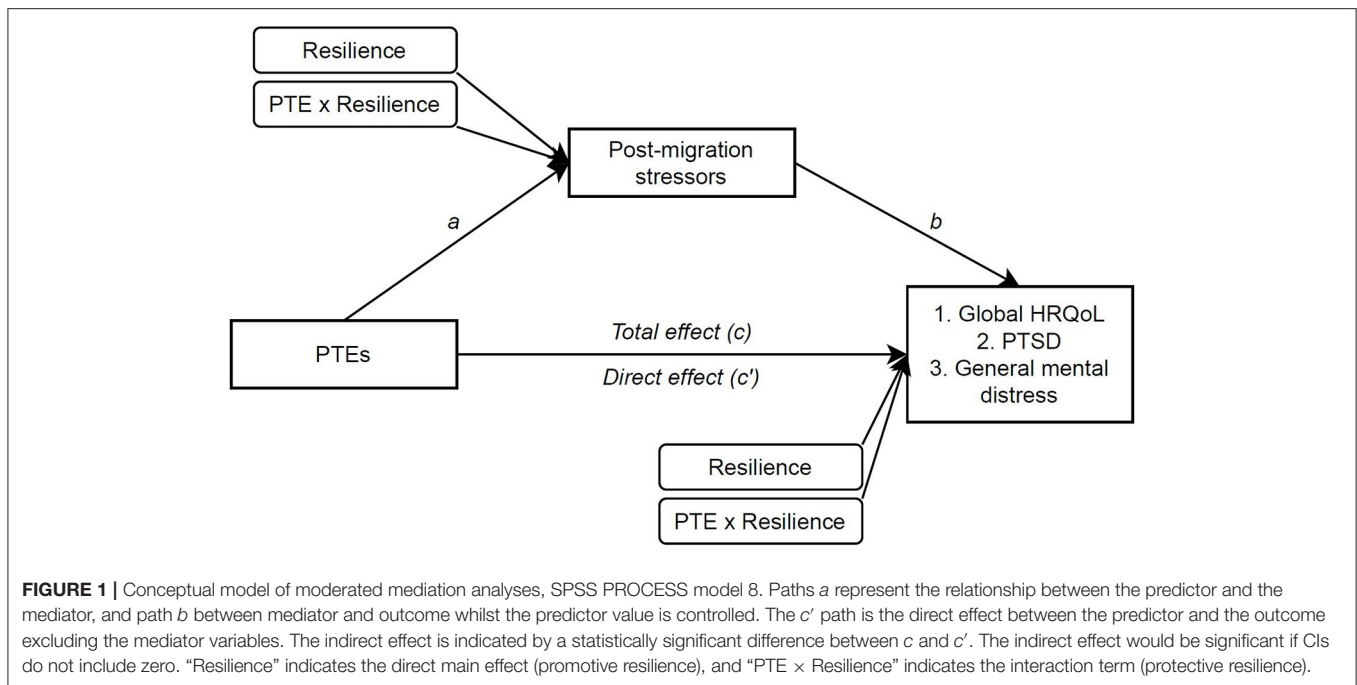 Resilience
PTE x Resilience
Post-migration
stressors
a
b
PTEs
Total effect (c)
Direct effect (c')
1. Global HRQoL
2. PTSD
3. General mental
distress
Resilience
PTE x Resilience
FIGURE 1 | Conceptual model of moderated mediation analyses, SPSS PROCESS model 8. Paths a represent the relationship between the predictor and the
mediator, and path b between mediator and outcome whilst the predictor value is controlled. The c′ path is the direct effect between the predictor and the outcome
excluding the mediator variables. The indirect effect is indicated by a statistically significant difference between c and c′. The indirect effect would be significant if CIs
do not include zero. “Resilience” indicates the direct main effect (promotive resilience), and “PTE × Resilience” indicates the interaction term (protective resilience).